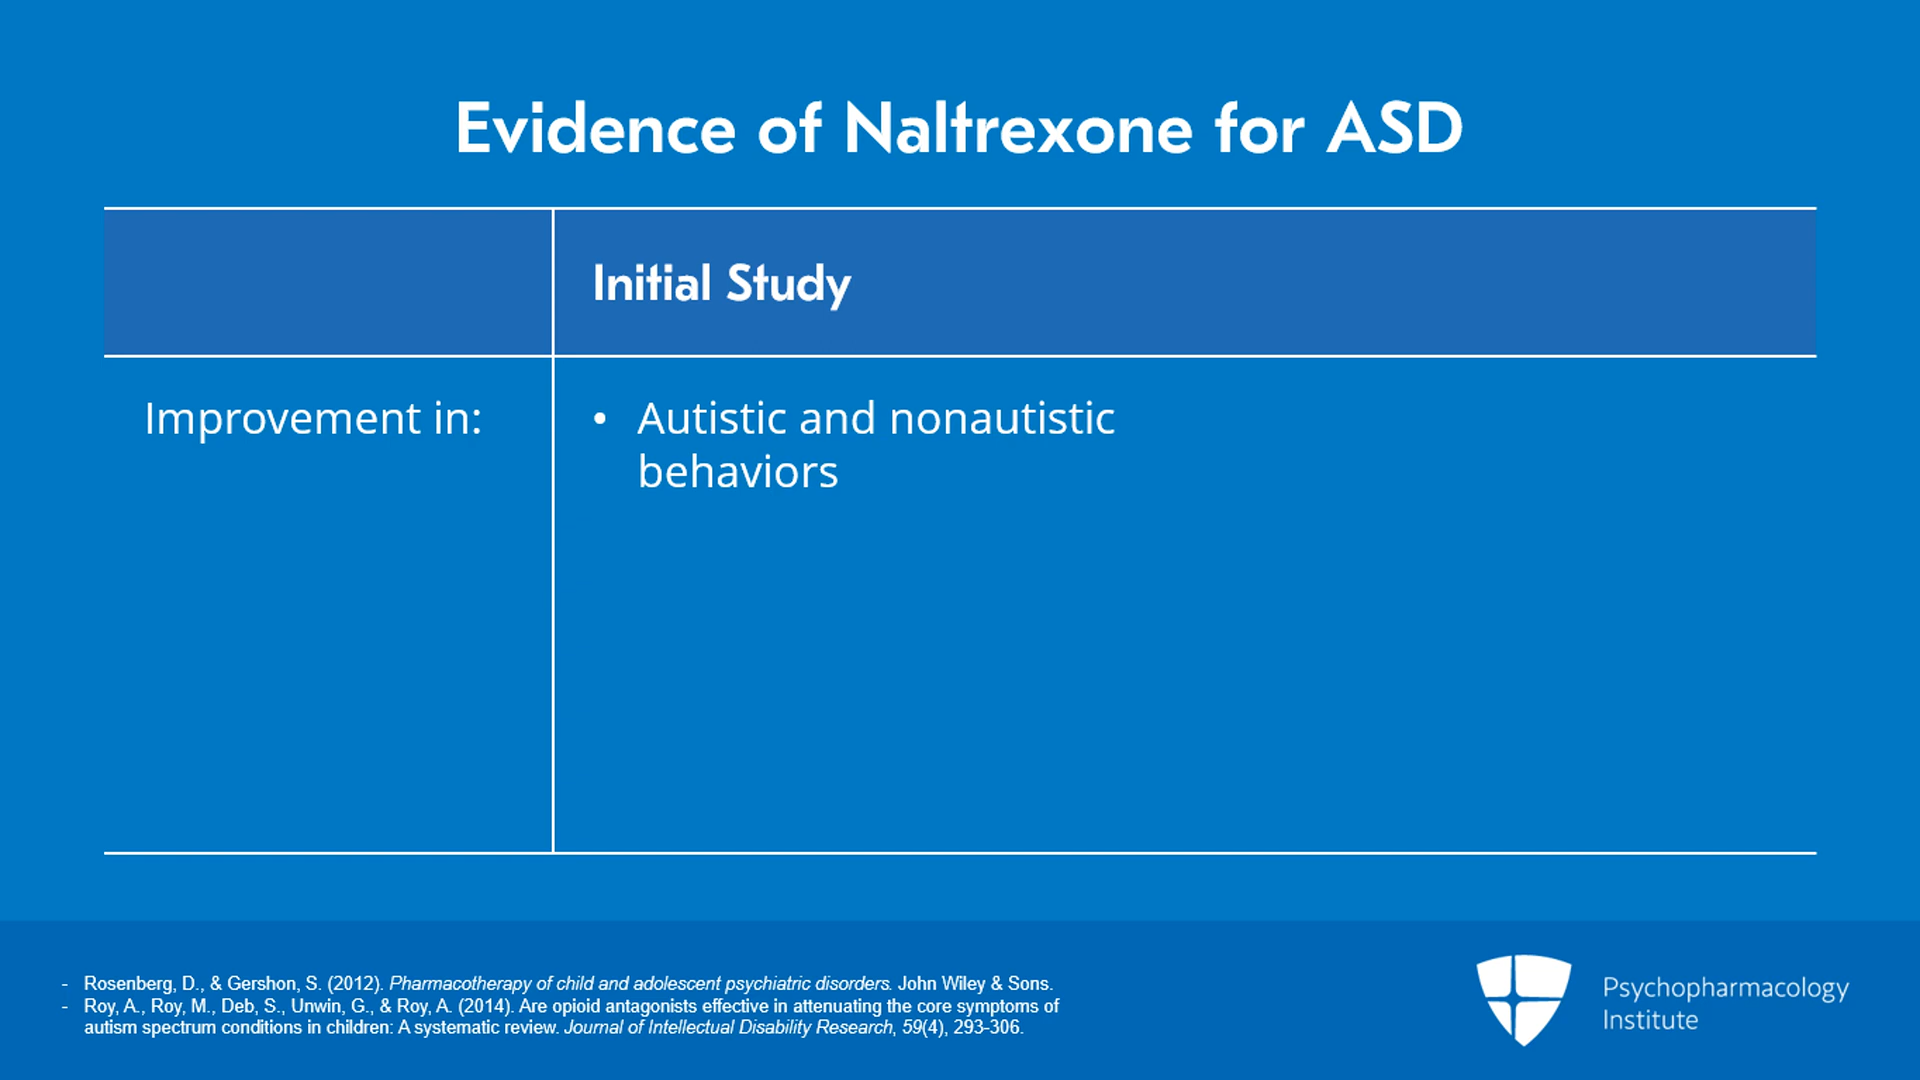 Evidence of Naltrexone for ASD
Initial Study
Improvement in:
• Autistic and nonautistic
behaviors
- Rosenberg, D., & Gershon, S. (2012). Pharmacotherapy of child and adolescent psychiatric disorders. John Wiley & Sons.
- Roy, A., Roy, M., Deb, S., Unwin, G., & Roy, A. (2014). Are opioid antagonists effective in attenuating the core symptoms of
autism spectrum conditions in children: A systematic review. Journal of Intellectual Disability Research, 59(4), 293-306.
Psychopharmacology
Institute